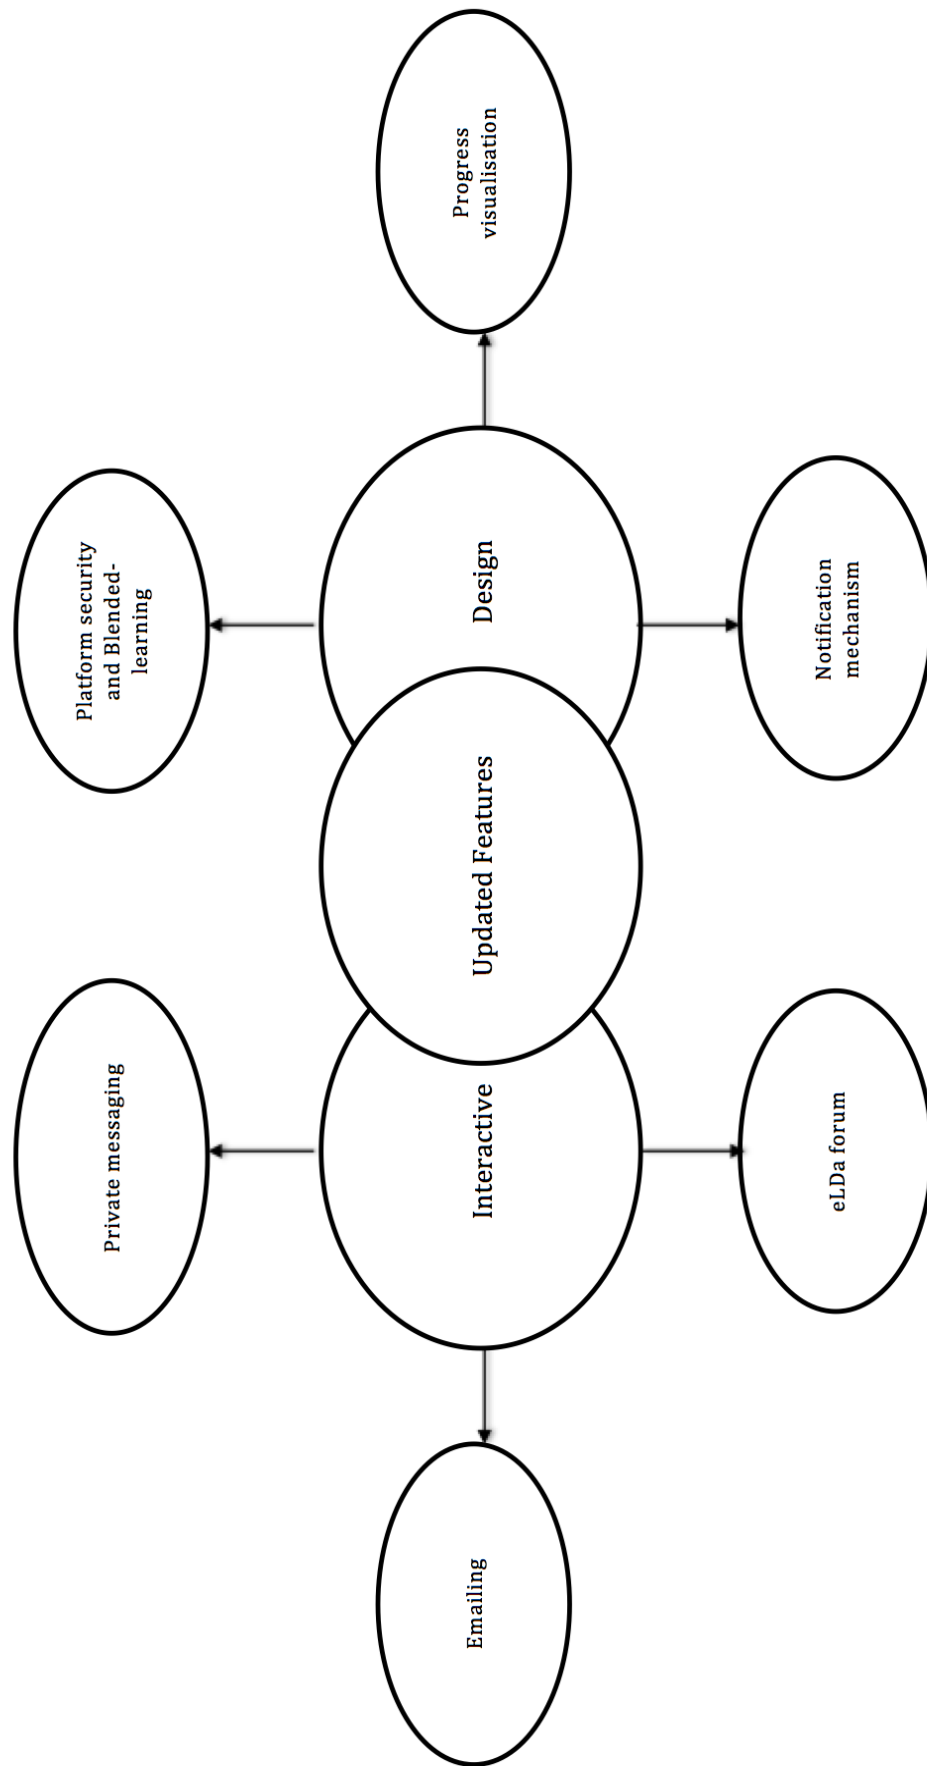 Platform security
and Blended-
learning
Private messaging
Progress
visualisation
Design
Updated Features
Interactive
Emailing
Notification
mechanism
eLDa forum